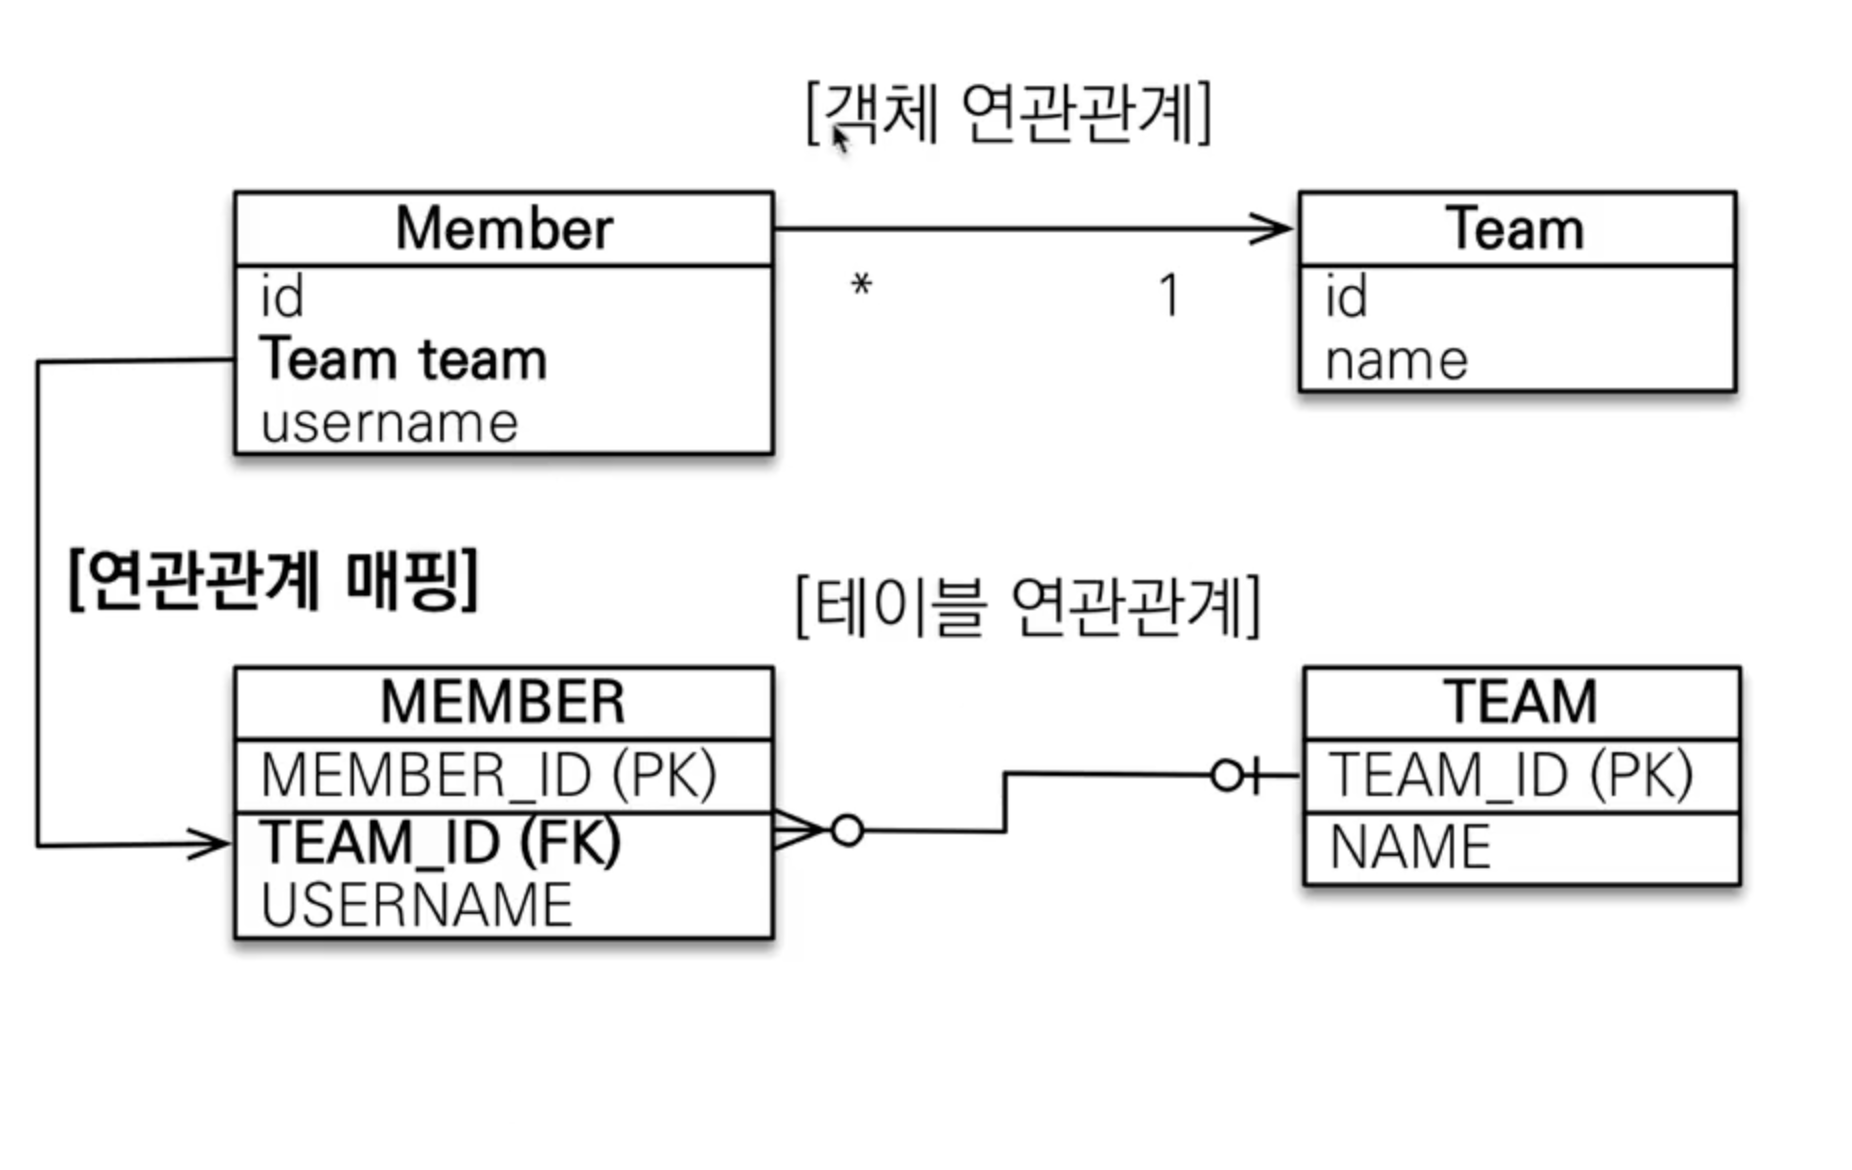 [객체 연관관계]
Member
id
Team team
username
* 1
Team
id
name
[연관관계 매핑]
[테이블 연관관계]
MEMBER
MEMBER_ID (PK)
TEAM_ID (FK)
USERNAME
TEAM
TEAM_ID (PK)
NAME